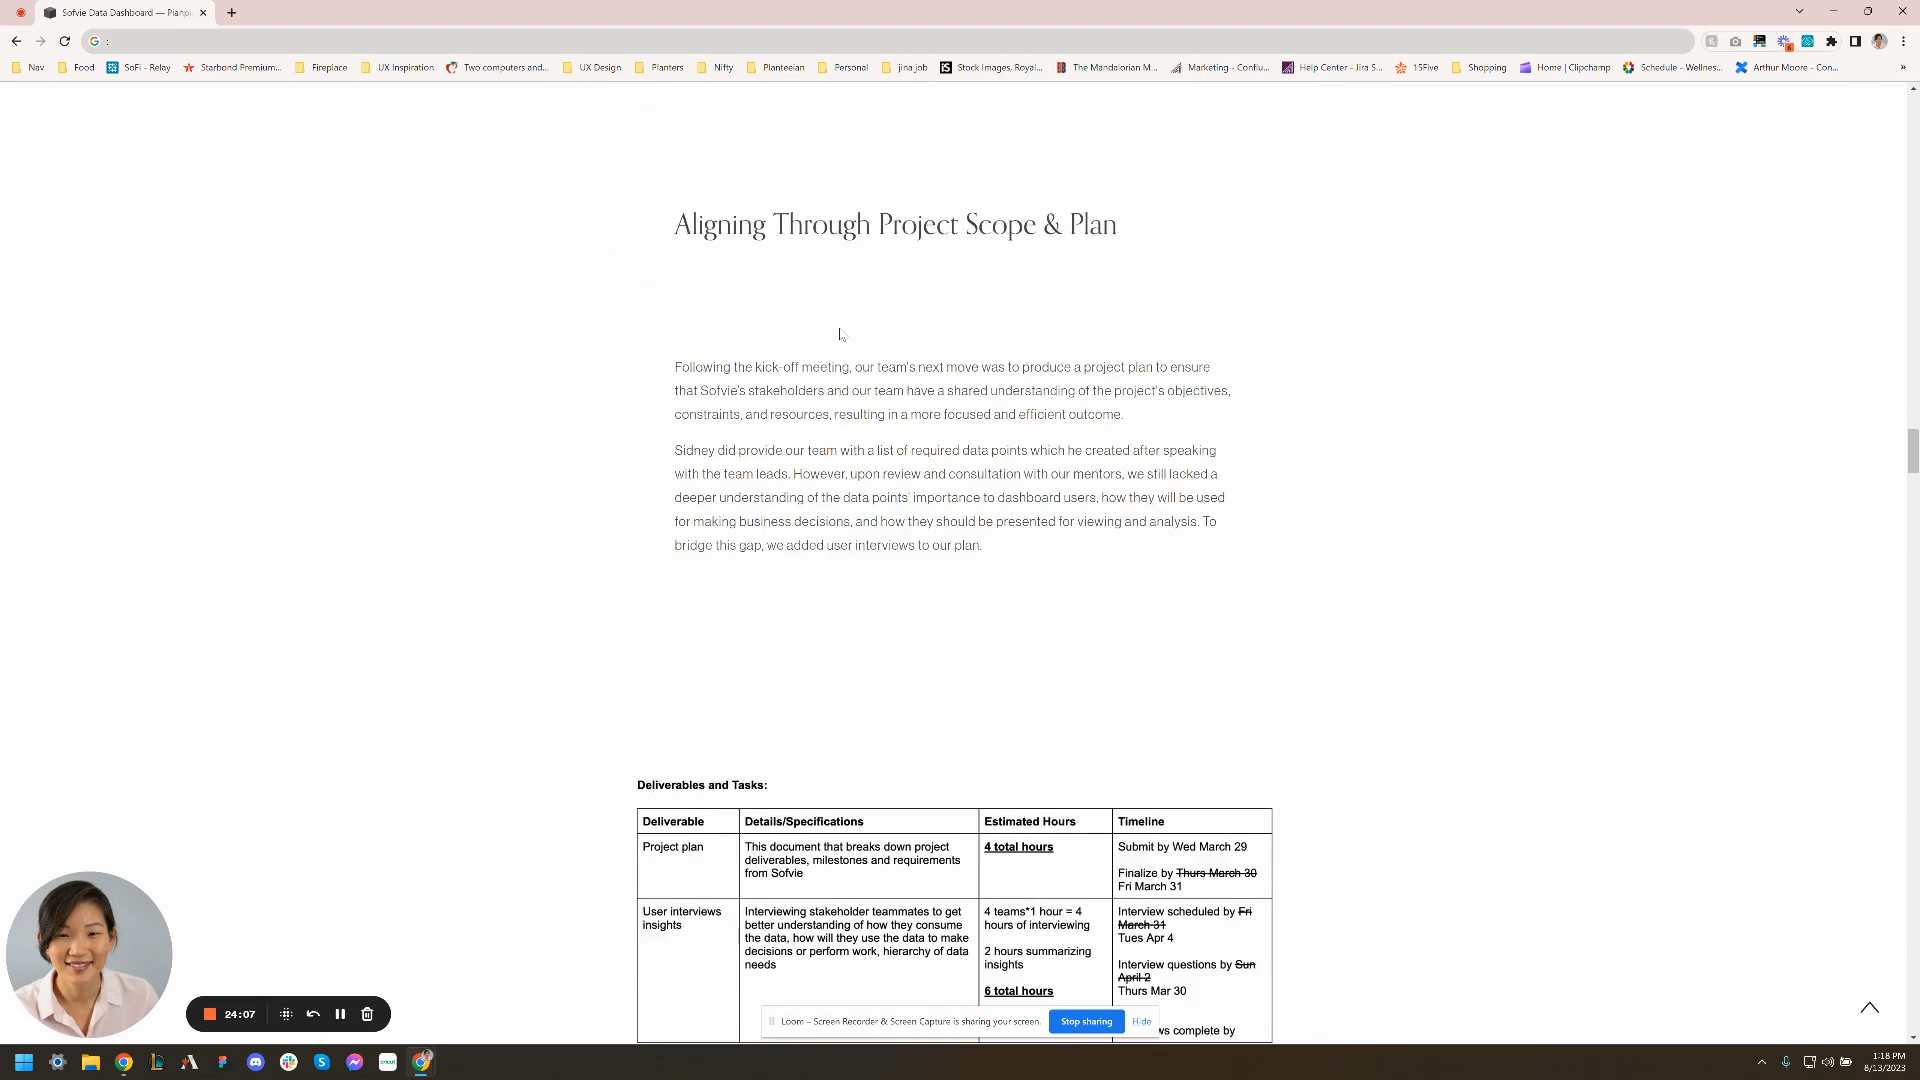 Sofvie Data Dashboard — Pianpi
:
Nav
Food
SoFi - Relay
Starbond Premium...
Fireplace
UX Inspiration
Two computers and...
UX Design
Planters
Nifty
Planteeian
Personal
jina job
Stock Images, Royal...
The Mandalorian M...
Marketing - Conflu...
Help Center - Jira S...
15Five
Shopping
Home | Clipchamp
Schedule - Wellnes...
Arthur Moore - Con...
»
Aligning Through Project Scope & Plan
Following the kick-off meeting, our team's next move was to produce a project plan to ensure
that Sofvie's stakeholders and our team have a shared understanding of the project's objectives,
constraints, and resources, resulting in a more focused and efficient outcome.
Sidney did provide our team with a list of required data points which he created after speaking
with the team leads. However, upon review and consultation with our mentors, we still lacked a
deeper understanding of the data points' importance to dashboard users, how they will be used
for making business decisions, and how they should be presented for viewing and analysis. To
bridge this gap, we added user interviews to our plan.
Deliverables and Tasks:
Deliverable
Details/Specifications
Estimated Hours
Timeline
Project plan
This document that breaks down project
deliverables, milestones and requirements
from Sofvie
4 total hours
Submit by Wed March 29
Finalize by Thurs March 30
Fri March 31
User interviews
insights
Interviewing stakeholder teammates to get
better understanding of how they consume
the data, how will they use the data to make
decisions or perform work, hierarchy of data
needs
4 teams*1 hour = 4
hours of interviewing
2 hours summarizing
insights
6 total hours
Interview scheduled by Fri
March 31
Tues Apr 4
Interview questions by Sun
April 2
Thurs Mar 30
ws complete by
24:07
Loom – Screen Recorder & Screen Capture is sharing your screen.
Stop sharing
Hide
1:18 PM
8/13/2023